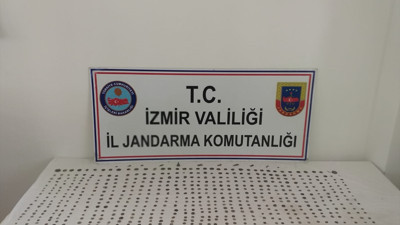 T.C.
İZMİR VALİLİĞİ
İL JANDARMA KOMUTANLIĞI